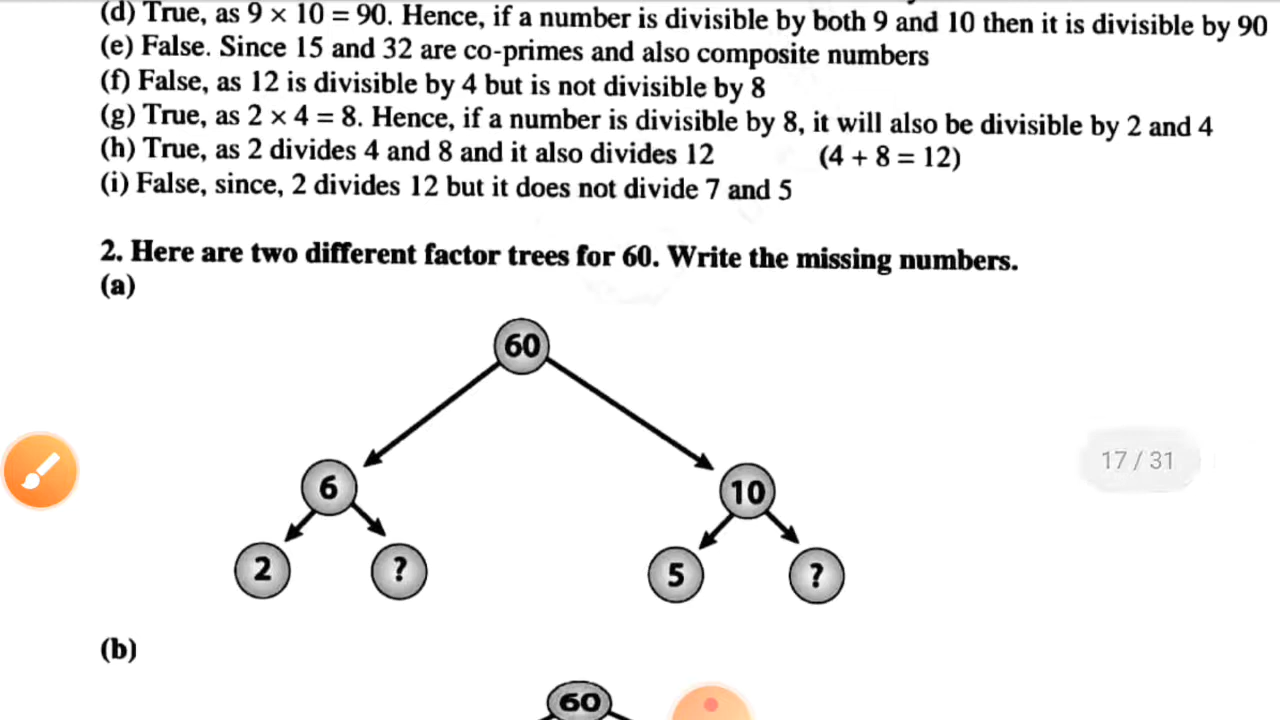 (d) True, as 9 × 10 = 90. Hence, if a number is divisible by both 9 and 10 then it is divisible by 90
(e) False. Since 15 and 32 are co-primes and also composite numbers
(f) False, as 12 is divisible by 4 but is not divisible by 8
(g) True, as 2 × 4 = 8. Hence, if a number is divisible by 8, it will also be divisible by 2 and 4
(h) True, as 2 divides 4 and 8 and it also divides 12 (4 + 8 = 12)
(i) False, since, 2 divides 12 but it does not divide 7 and 5
2. Here are two different factor trees for 60. Write the missing numbers.
(a)
60
17 / 31
6 10
2 ? 5 ?
(b)
60